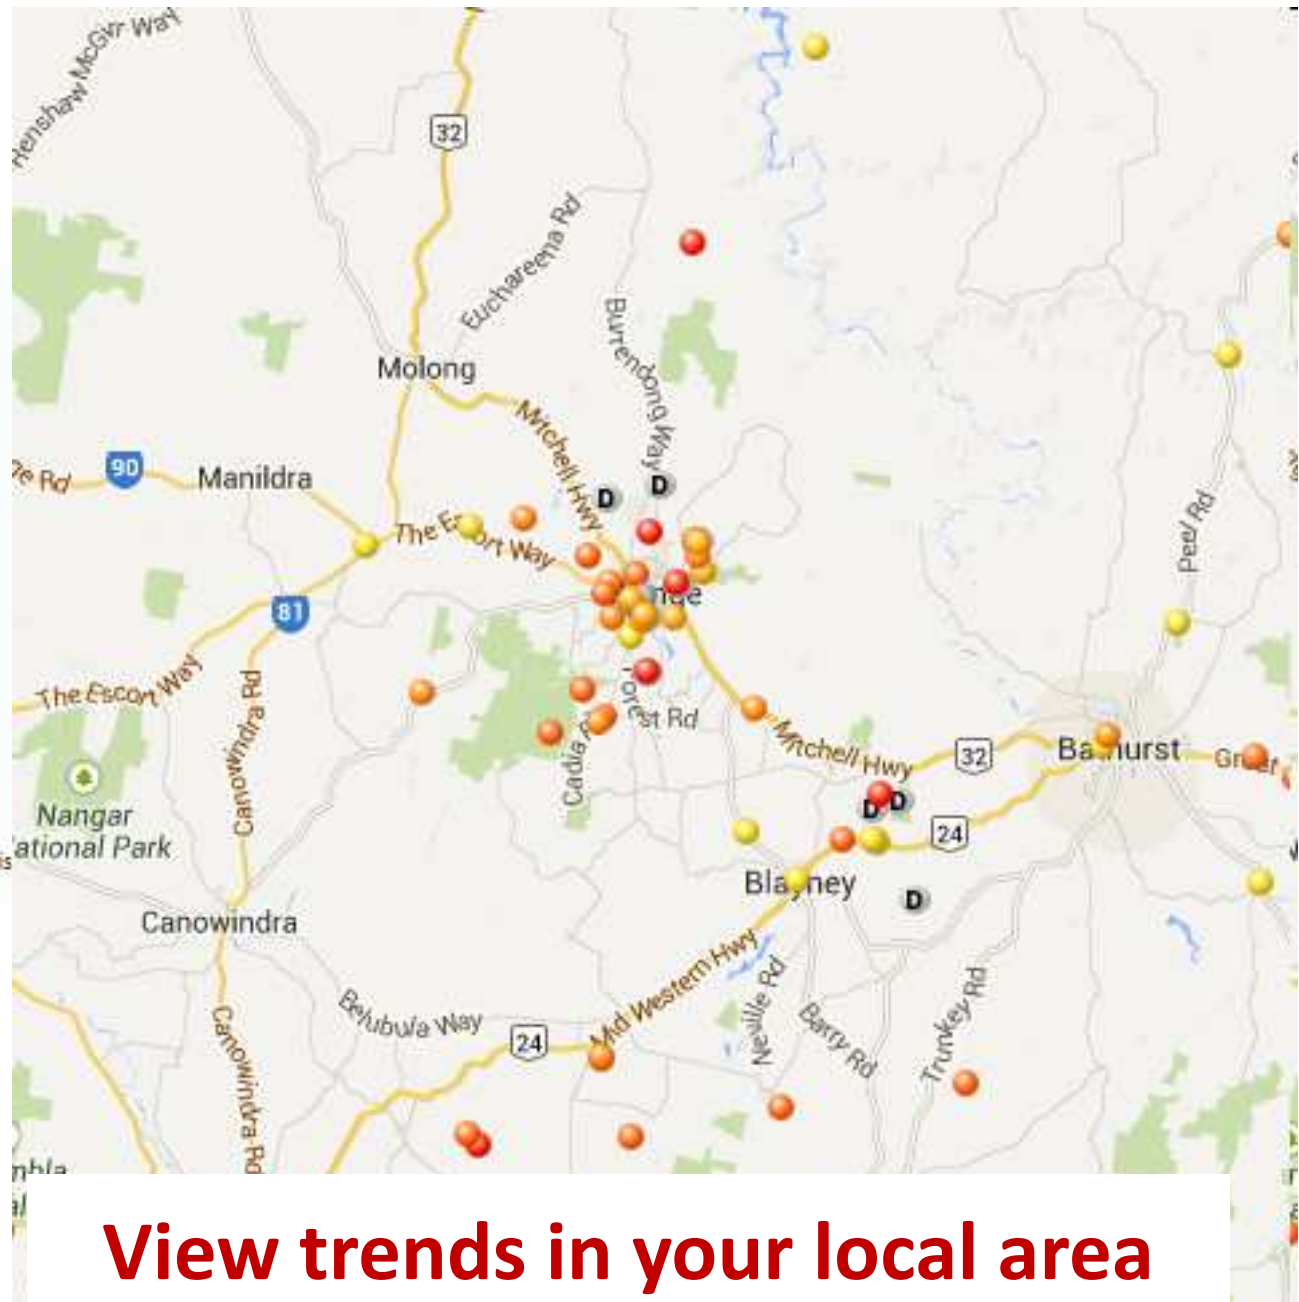 Renshaw McGirr Way
32
Euchareena Rd
Burrendong Way
Molong
Mitchell Hwy
90
Manildra
D
D
The Escort Way
Peel Rd
81
The Escort Way
Canowindra Rd
Forest Rd
Cadia
Mitchell Hwy
32
Bathurst
Nangar
National Park
D
D
24
Blayney
D
Canowindra
Mid Western Hwy
Belubula Way
24
Neville Rd
Barry Rd
Trunkey Rd
Canowindra Rd
View trends in your local area